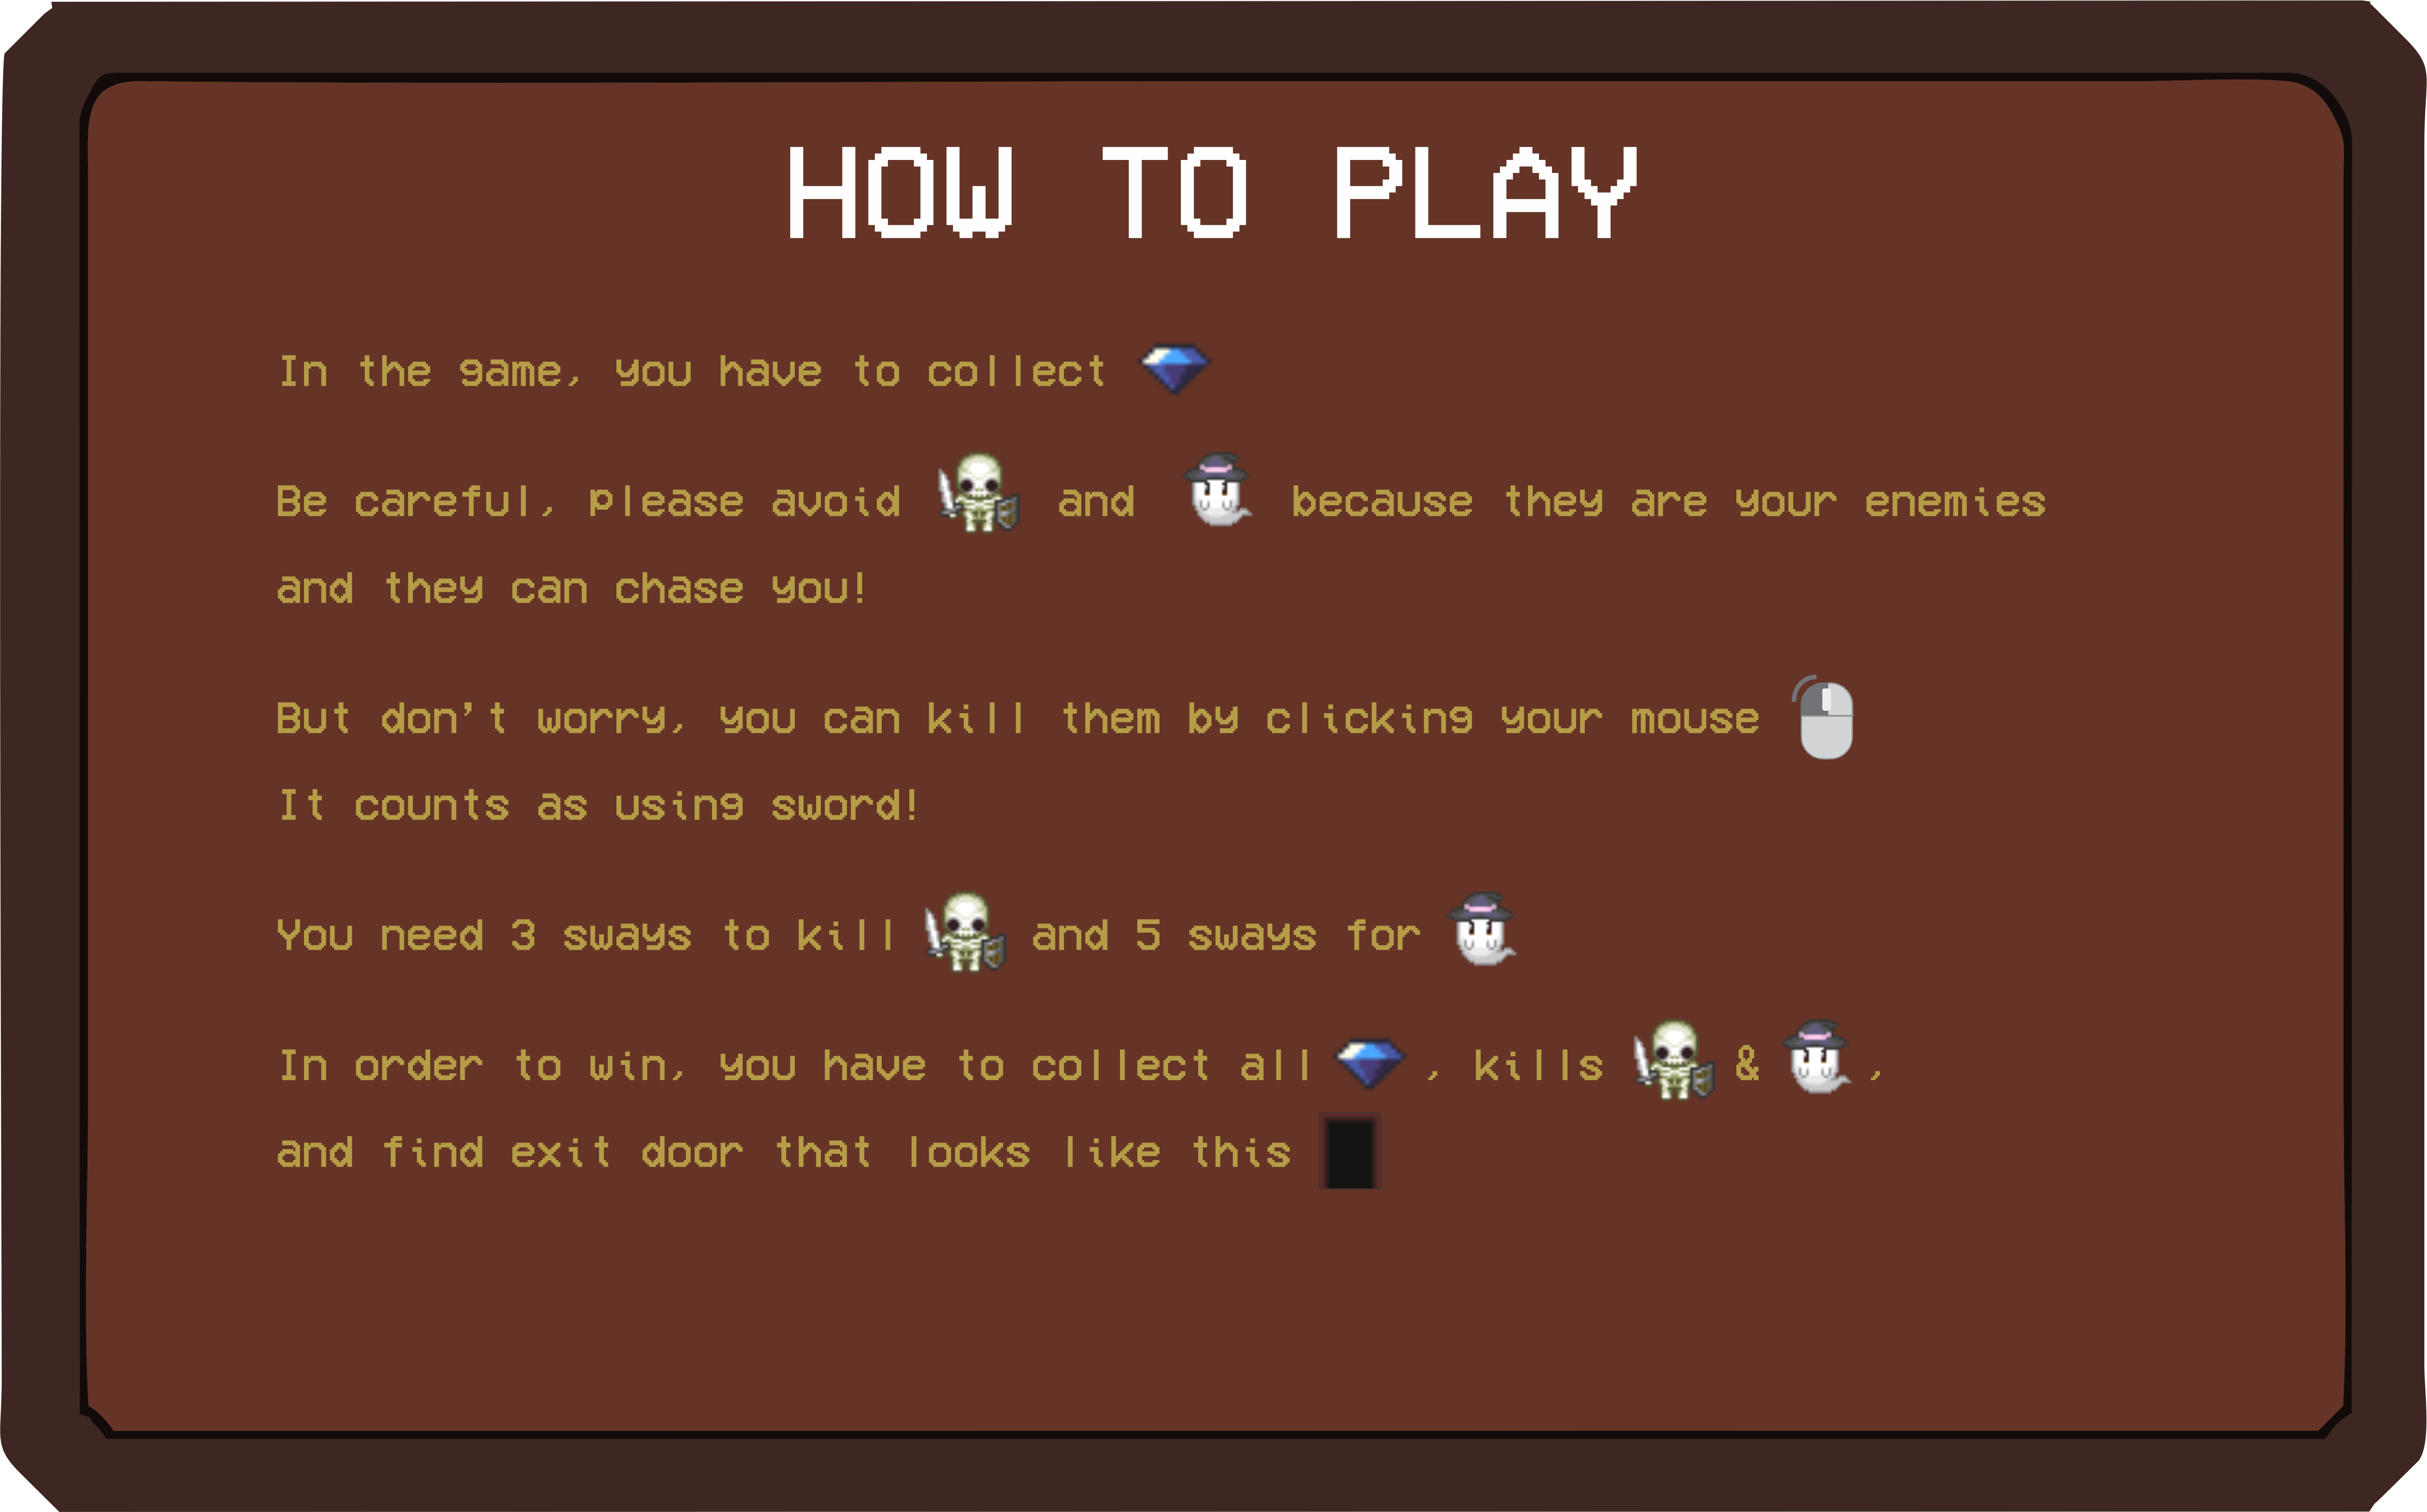 HOW TO PLAY
In the game, you have to collect
Be careful, please avoid and because they are your enemies
and they can chase you!
But don't worry, you can kill them by clicking your mouse
It counts as using sword!
You need 3 sways to kill and 5 sways for
In order to win, you have to collect all , kills & ,
and find exit door that looks like this